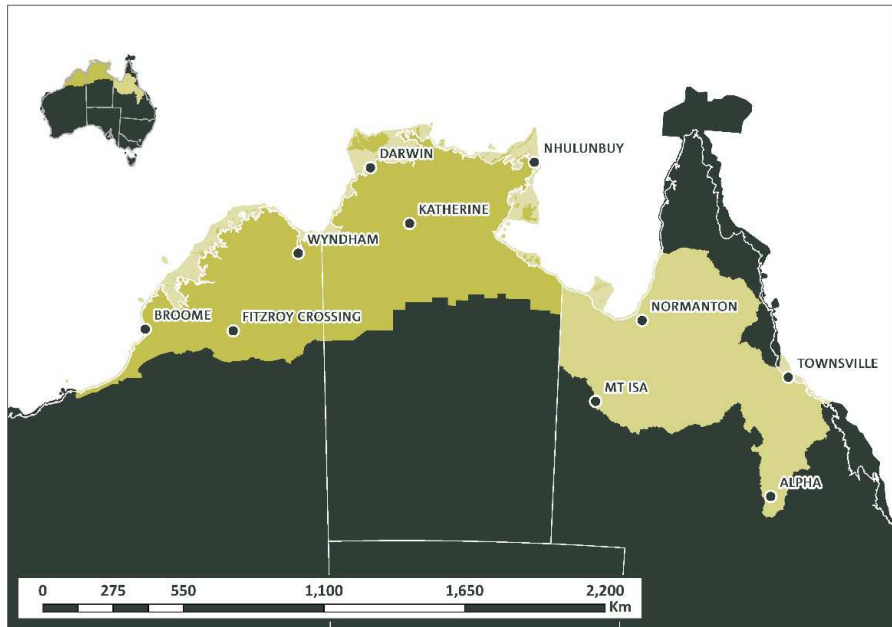 DARWIN
NHULUNBUY
KATHERINE
WYNDHAM
BROOME
FITZROY CROSSING
NORMANTON
TOWNSVILLE
MT ISA
ALPHA
0 275 550 1,100 1,650 2,200
Km